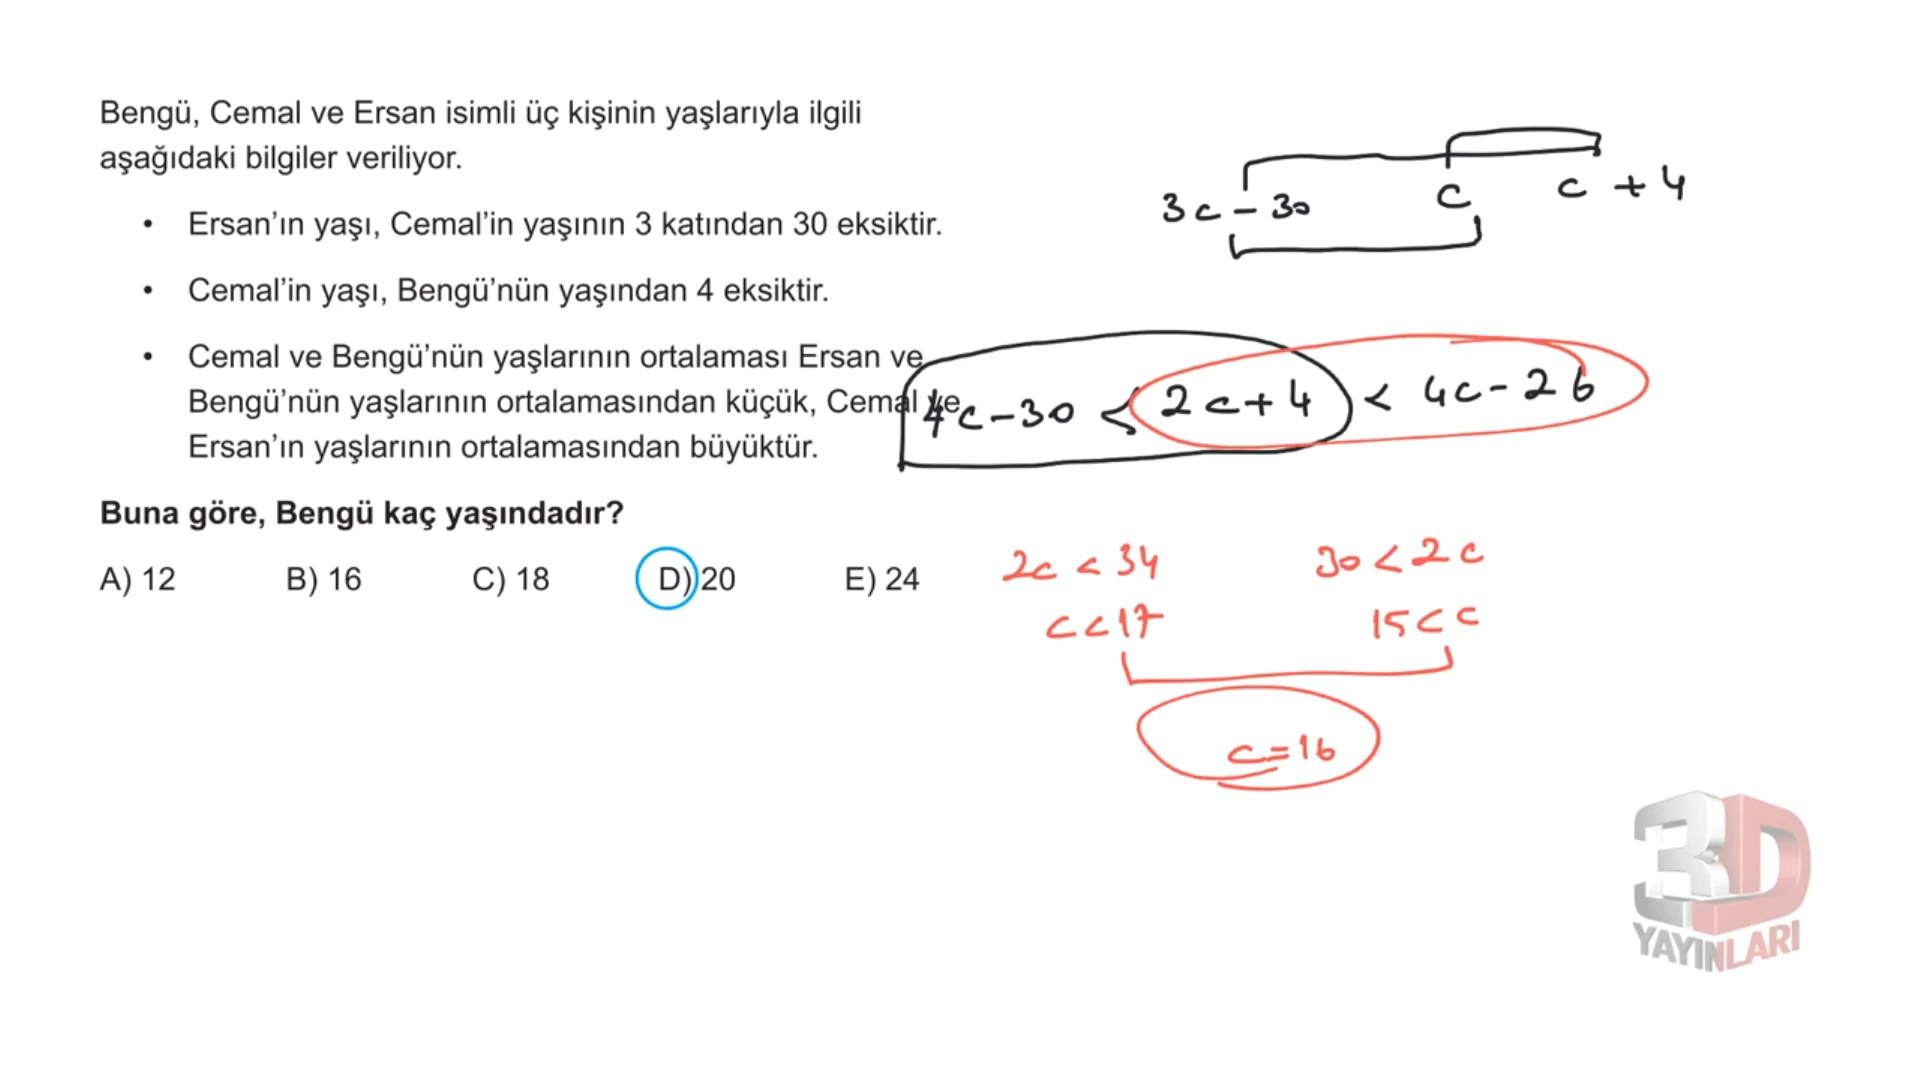 Bengü, Cemal ve Ersan isimli üç kişinin yaşlarıyla ilgili
aşağıdaki bilgiler veriliyor.
• Ersan'ın yaşı, Cemal'in yaşının 3 katından 30 eksiktir.
• Cemal'in yaşı, Bengü'nün yaşından 4 eksiktir.
• Cemal ve Bengü'nün yaşlarının ortalaması Ersan ve
Bengü'nün yaşlarının ortalamasından küçük, Cemal ve
Ersan'ın yaşlarının ortalamasından büyüktür.
Buna göre, Bengü kaç yaşındadır?
A) 12 B) 16 C) 18 D) 20 E) 24
3c - 30 c c + 4
4c - 30 < 2c + 4 < 4c - 26
2c < 34 30 < 2c
c < 17 15 < c
c = 16
3D
YAYINLARI